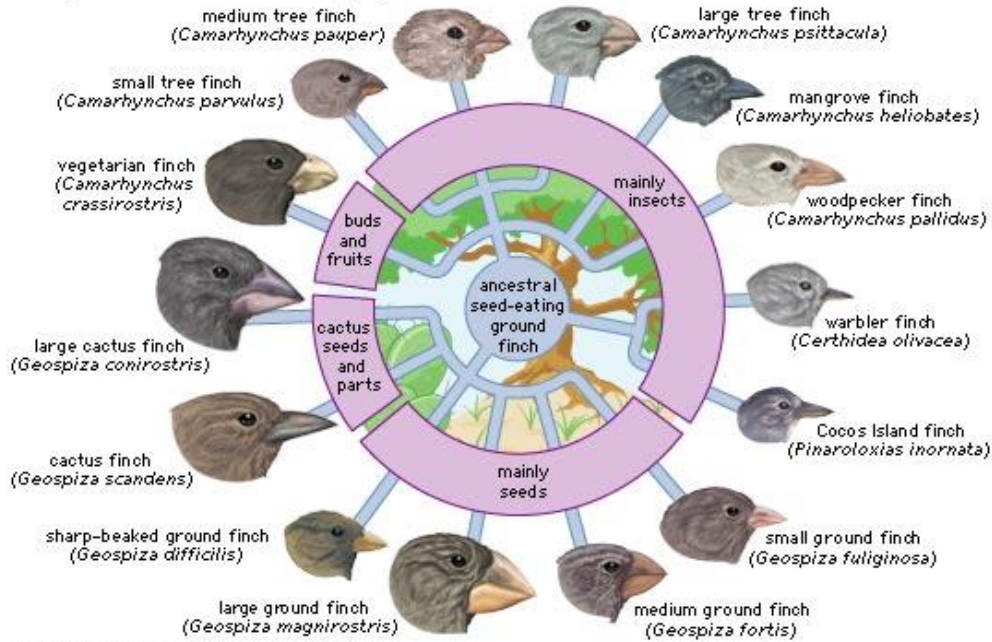 medium tree finch
(Camarhynchus pauper)
large tree finch
(Camarhynchus psittacula)
small tree finch
(Camarhynchus parvulus)
mangrove finch
(Camarhynchus heliobates)
vegetarian finch
(Camarhynchus
crassirostris)
mainly
insects
woodpecker finch
(Camarhynchus pallidus)
buds
and
fruits
ancestral
seed-eating
ground
finch
large cactus finch
(Geospiza conirostris)
cactus
seeds
and
parts
warbler finch
(Certhidea olivacea)
Cocos Island finch
(Pinaroloxias inornata)
cactus finch
(Geospiza scandens)
mainly
seeds
sharp-beaked ground finch
(Geospiza difficilis)
small ground finch
(Geospiza fuliginosa)
large ground finch
(Geospiza magnirostris)
medium ground finch
(Geospiza fortis)